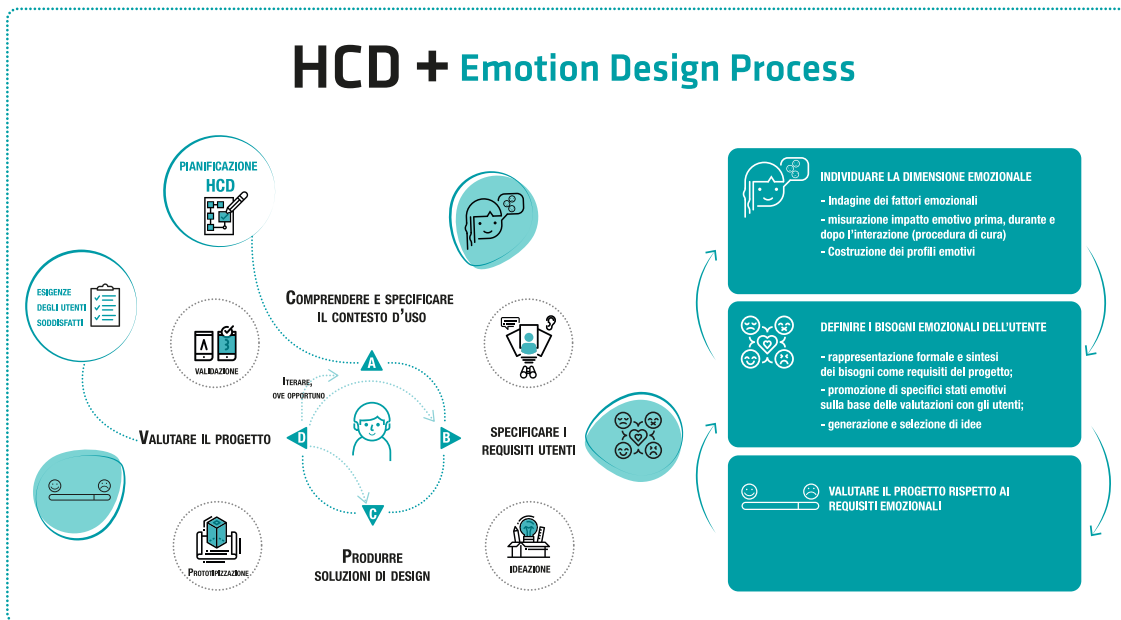 HCD + Emotion Design Process
PIANIFICAZIONE
HCD
ESIGENZE
DEGLI UTENTI
SODDISFATTI
VALIDAZIONE
COMPRENDERE E SPECIFICARE
IL CONTESTO D'USO
A
ITERARE,
OVE OPPORTUNO
VALUTARE IL PROGETTO
D
B
SPECIFICARE I
REQUISITI UTENTI
C
PROTOTIPIZZAZIONE
PRODURRE
SOLUZIONI DI DESIGN
IDEAZIONE
INDIVIDUARE LA DIMENSIONE EMOZIONALE
- Indagine dei fattori emozionali
- misurazione impatto emotivo prima, durante e
dopo l'interazione (procedura di cura)
- Costruzione dei profili emotivi
DEFINIRE I BISOGNI EMOZIONALI DELL'UTENTE
- rappresentazione formale e sintesi
dei bisogni come requisiti del progetto;
- promozione di specifici stati emotivi
sulla base delle valutazioni con gli utenti;
- generazione e selezione di idee
VALUTARE IL PROGETTO RISPETTO AI
REQUISITI EMOZIONALI